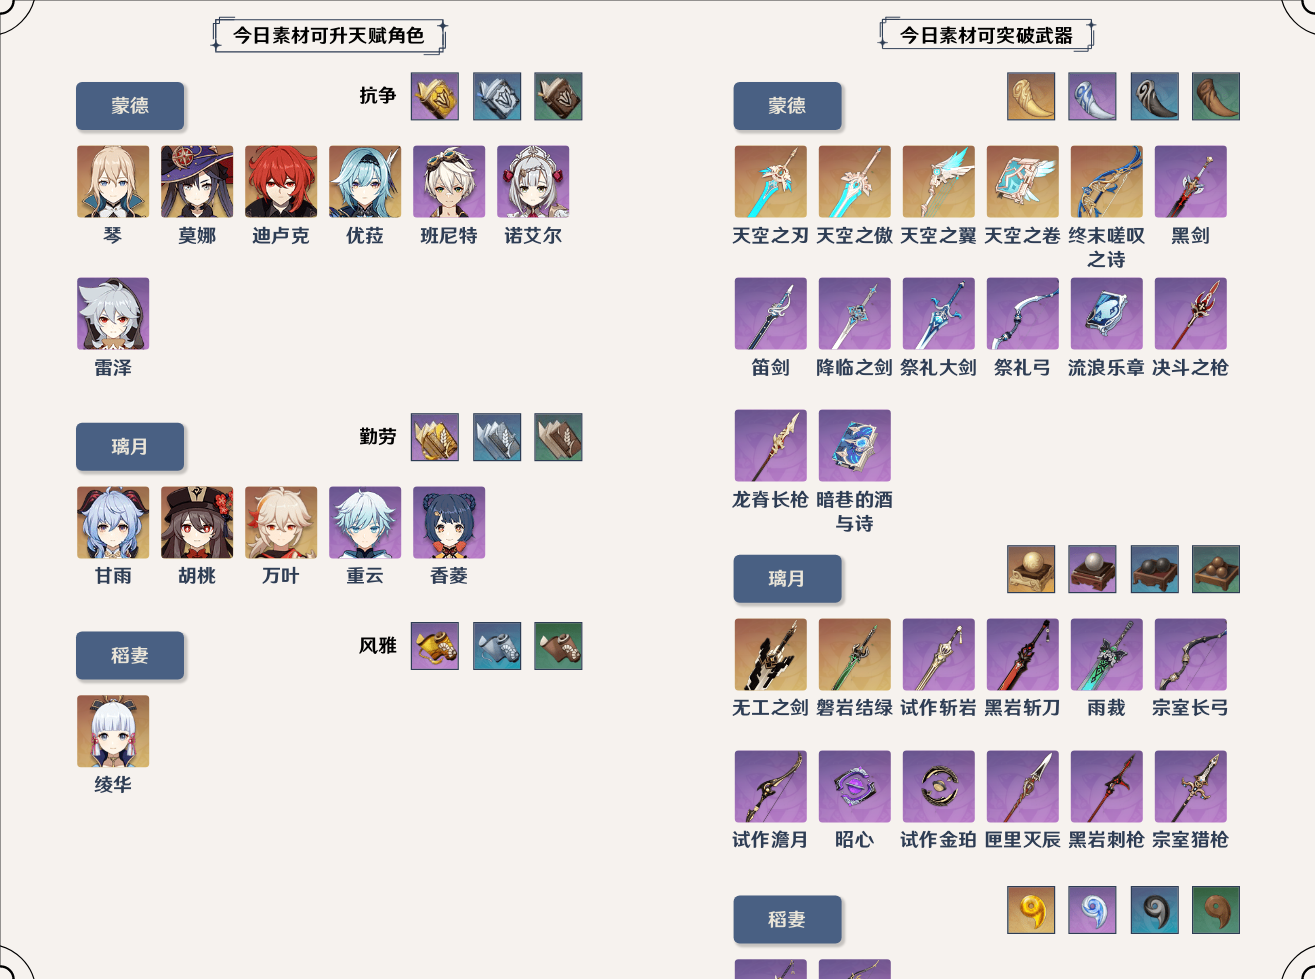 今日素材可升天赋角色
蒙德
抗争
琴 莫娜 迪卢克 优菈 班尼特 诺艾尔
雷泽
璃月
勤劳
甘雨 胡桃 万叶 重云 香菱
稻妻
风雅
绫华
今日素材可突破武器
蒙德
天空之刃 天空之傲 天空之翼 天空之卷 终末嗟叹之诗 黑剑
笛剑 降临之剑 祭礼大剑 祭礼弓 流浪乐章 决斗之枪
龙脊长枪 暗巷的酒与诗
璃月
无工之剑 磐岩结绿 试作斩岩 黑岩斩刀 雨裁 宗室长弓
试作澹月 昭心 试作金珀 匣里灭辰 黑岩刺枪 宗室猎枪
稻妻